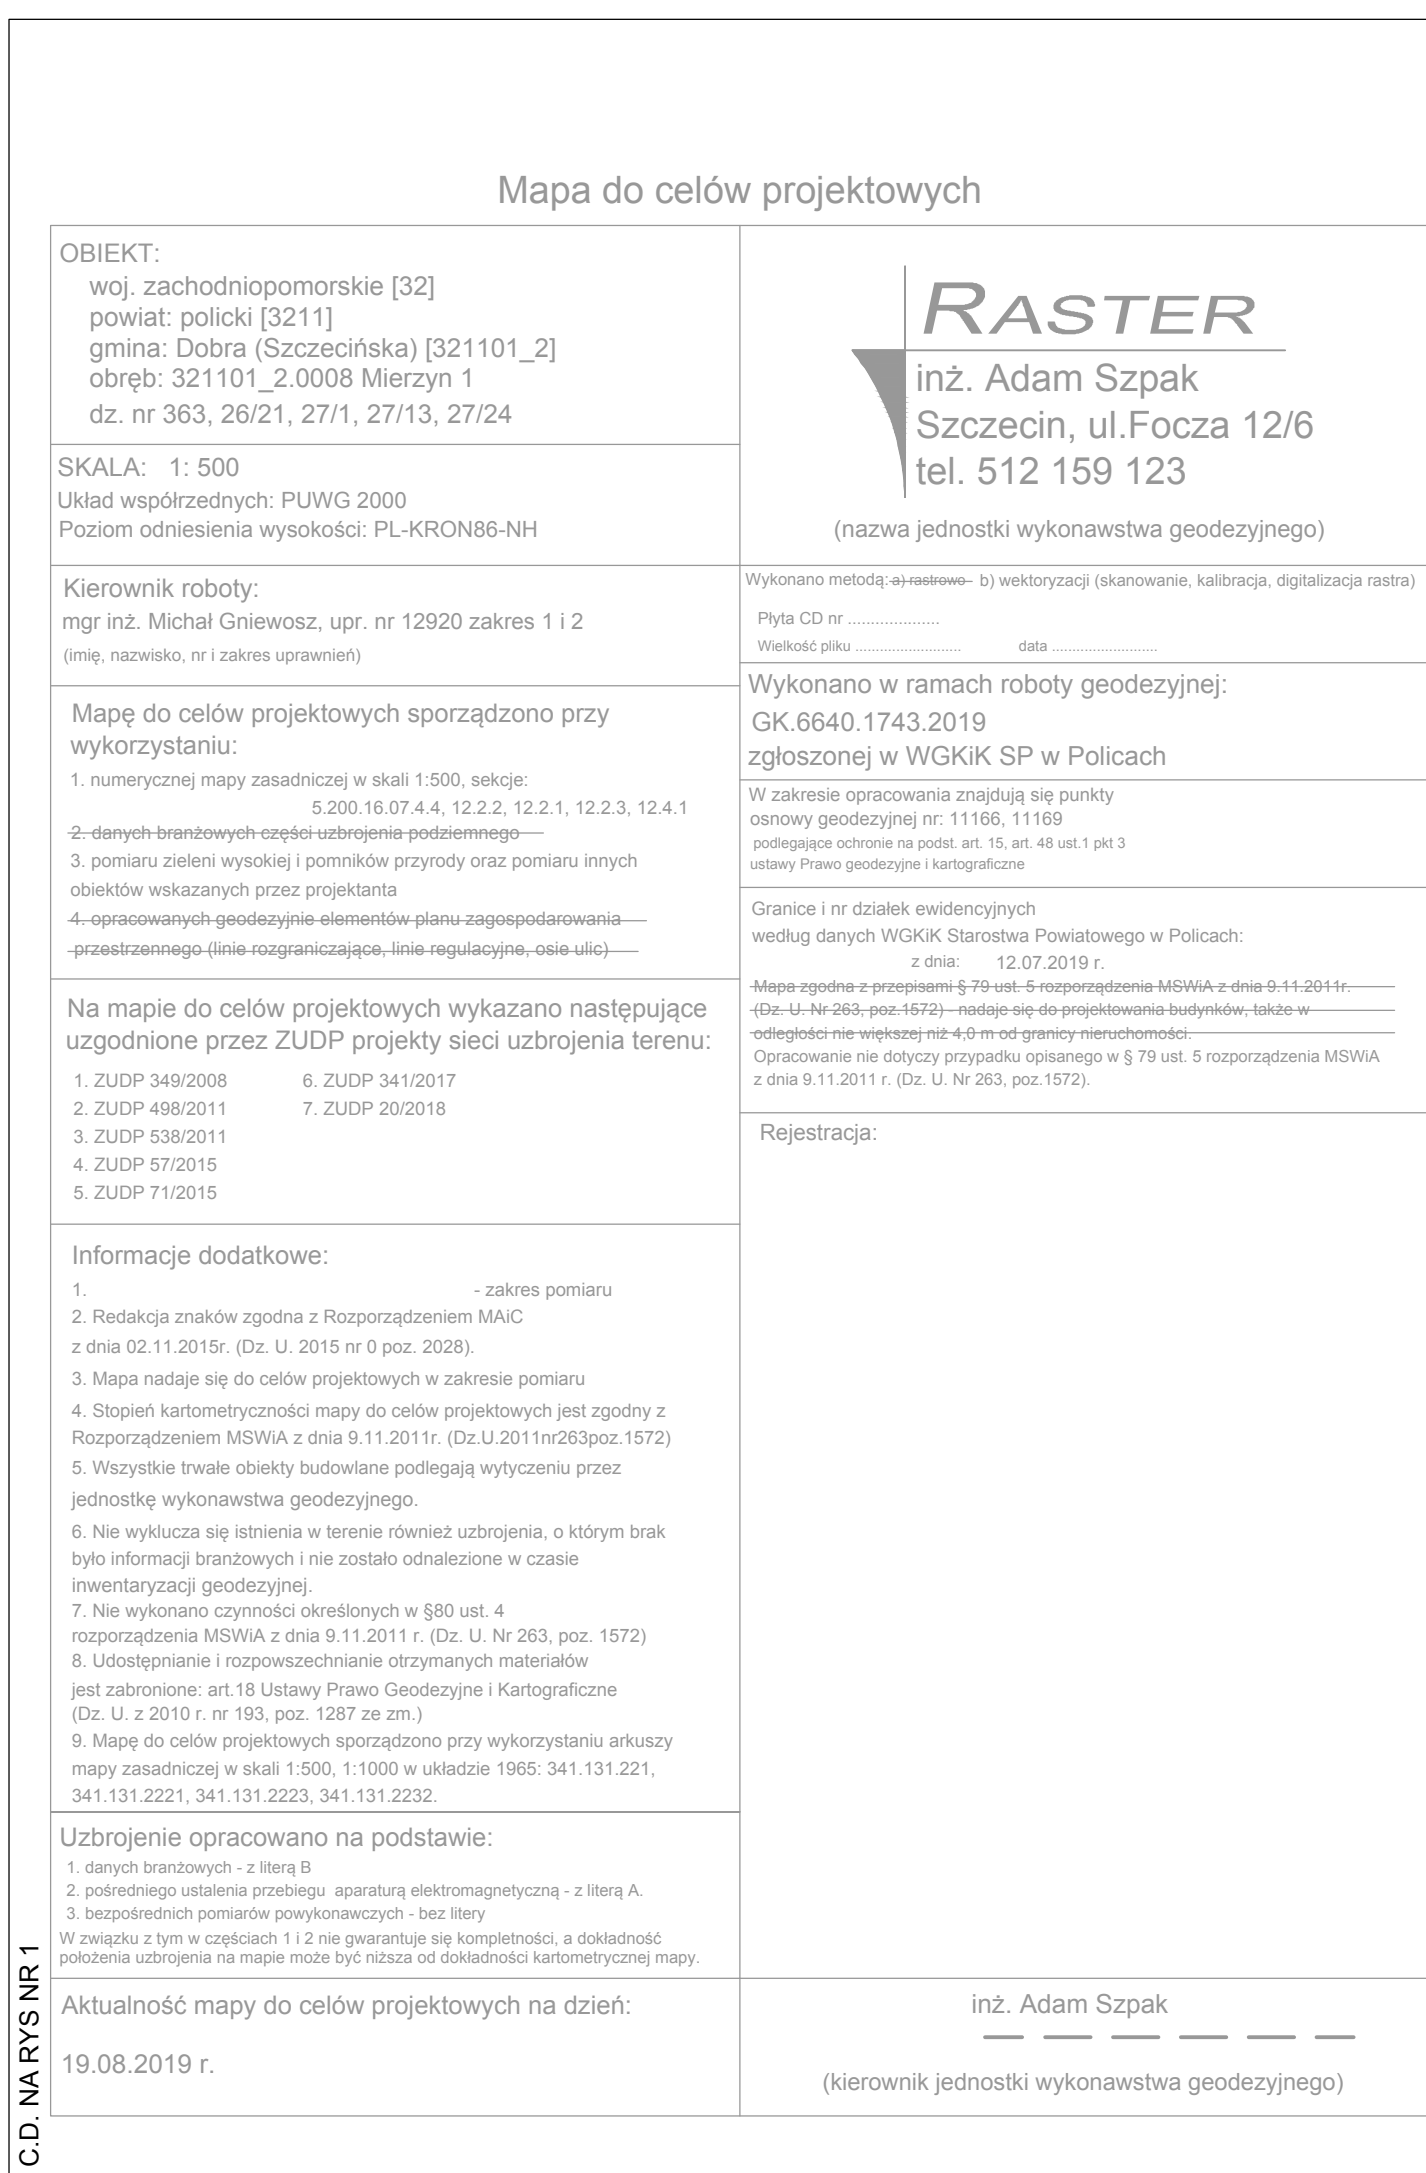 Mapa do celów projektowych
OBIEKT:
woj. zachodniopomorskie [32]
powiat: policki [3211]
gmina: Dobra (Szczecińska) [321101_2]
obręb: 321101_2.0008 Mierzyn 1
dz. nr 363, 26/21, 27/1, 27/13, 27/24
SKALA: 1: 500
Układ współrzednych: PUWG 2000
Poziom odniesienia wysokości: PL-KRON86-NH
Kierownik roboty:
mgr inż. Michał Gniewosz, upr. nr 12920 zakres 1 i 2
(imię, nazwisko, nr i zakres uprawnień)
Mapę do celów projektowych sporządzono przy
wykorzystaniu:
1. numerycznej mapy zasadniczej w skali 1:500, sekcje:
5.200.16.07.4.4, 12.2.2, 12.2.1, 12.2.3, 12.4.1
2. danych branżowych części uzbrojenia podziemnego
3. pomiaru zieleni wysokiej i pomników przyrody oraz pomiaru innych
obiektów wskazanych przez projektanta
4. opracowanych geodezyjnie elementów planu zagospodarowania
przestrzennego (linie rozgraniczające, linie regulacyjne, osie ulic)
Na mapie do celów projektowych wykazano następujące
uzgodnione przez ZUDP projekty sieci uzbrojenia terenu:
1. ZUDP 349/2008
2. ZUDP 498/2011
3. ZUDP 538/2011
4. ZUDP 57/2015
5. ZUDP 71/2015
6. ZUDP 341/2017
7. ZUDP 20/2018
Informacje dodatkowe:
1. - zakres pomiaru
2. Redakcja znaków zgodna z Rozporządzeniem MAiC
z dnia 02.11.2015r. (Dz. U. 2015 nr 0 poz. 2028).
3. Mapa nadaje się do celów projektowych w zakresie pomiaru
4. Stopień kartometryczności mapy do celów projektowych jest zgodny z
Rozporządzeniem MSWiA z dnia 9.11.2011r. (Dz.U.2011nr263poz.1572)
5. Wszystkie trwałe obiekty budowlane podlegają wytyczeniu przez
jednostkę wykonawstwa geodezyjnego.
6. Nie wyklucza się istnienia w terenie również uzbrojenia, o którym brak
było informacji branżowych i nie zostało odnalezione w czasie
inwentaryzacji geodezyjnej.
7. Nie wykonano czynności określonych w §80 ust. 4
rozporządzenia MSWiA z dnia 9.11.2011 r. (Dz. U. Nr 263, poz. 1572)
8. Udostępnianie i rozpowszechnianie otrzymanych materiałów
jest zabronione: art.18 Ustawy Prawo Geodezyjne i Kartograficzne
(Dz. U. z 2010 r. nr 193, poz. 1287 ze zm.)
9. Mapę do celów projektowych sporządzono przy wykorzystaniu arkuszy
mapy zasadniczej w skali 1:500, 1:1000 w układzie 1965: 341.131.221,
341.131.2221, 341.131.2223, 341.131.2232.
Uzbrojenie opracowano na podstawie:
1. danych branżowych - z literą B
2. pośredniego ustalenia przebiegu aparaturą elektromagnetyczną - z literą A.
3. bezpośrednich pomiarów powykonawczych - bez litery
W związku z tym w częściach 1 i 2 nie gwarantuje się kompletności, a dokładność
położenia uzbrojenia na mapie może być niższa od dokładności kartometrycznej mapy.
Aktualność mapy do celów projektowych na dzień:
19.08.2019 r.
RASTER
inż. Adam Szpak
Szczecin, ul.Focza 12/6
tel. 512 159 123
(nazwa jednostki wykonawstwa geodezyjnego)
Wykonano metodą: a) rastrowo b) wektoryzacji (skanowanie, kalibracja, digitalizacja rastra)
Płyta CD nr ....................
Wielkość pliku .......................... data ..........................
Wykonano w ramach roboty geodezyjnej:
GK.6640.1743.2019
zgłoszonej w WGKiK SP w Policach
W zakresie opracowania znajdują się punkty
osnowy geodezyjnej nr: 11166, 11169
podlegające ochronie na podst. art. 15, art. 48 ust.1 pkt 3
ustawy Prawo geodezyjne i kartograficzne
Granice i nr działek ewidencyjnych
według danych WGKiK Starostwa Powiatowego w Policach:
z dnia: 12.07.2019 r.
Mapa zgodna z przepisami § 79 ust. 5 rozporządzenia MSWiA z dnia 9.11.2011r.
(Dz. U. Nr 263, poz.1572) - nadaje się do projektowania budynków, także w
odległości nie większej niż 4,0 m od granicy nieruchomości.
Opracowanie nie dotyczy przypadku opisanego w § 79 ust. 5 rozporządzenia MSWiA
z dnia 9.11.2011 r. (Dz. U. Nr 263, poz.1572).
Rejestracja:
inż. Adam Szpak
(kierownik jednostki wykonawstwa geodezyjnego)
C.D. NA RYS NR 1